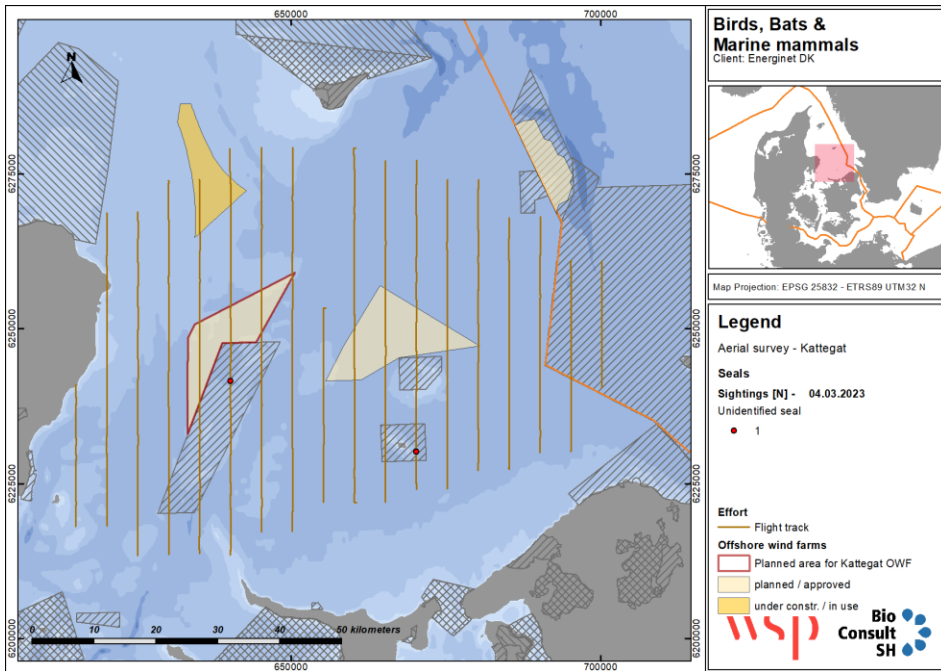 650000
700000
6275000
6250000
6225000
6200000
N
6275000
6250000
6225000
6200000
0
10
20
30
40
50 kilometers
650000
700000
Birds, Bats &
Marine mammals
Client: Energinet DK
Map Projection: EPSG 25832 - ETRS89 UTM32 N
Legend
Aerial survey - Kattegat
Seals
Sightings [N] - 04.03.2023
Unidentified seal
1
Effort
Flight track
Offshore wind farms
Planned area for Kattegat OWF
planned / approved
under constr. / in use
wsp
Bio
Consult
SH